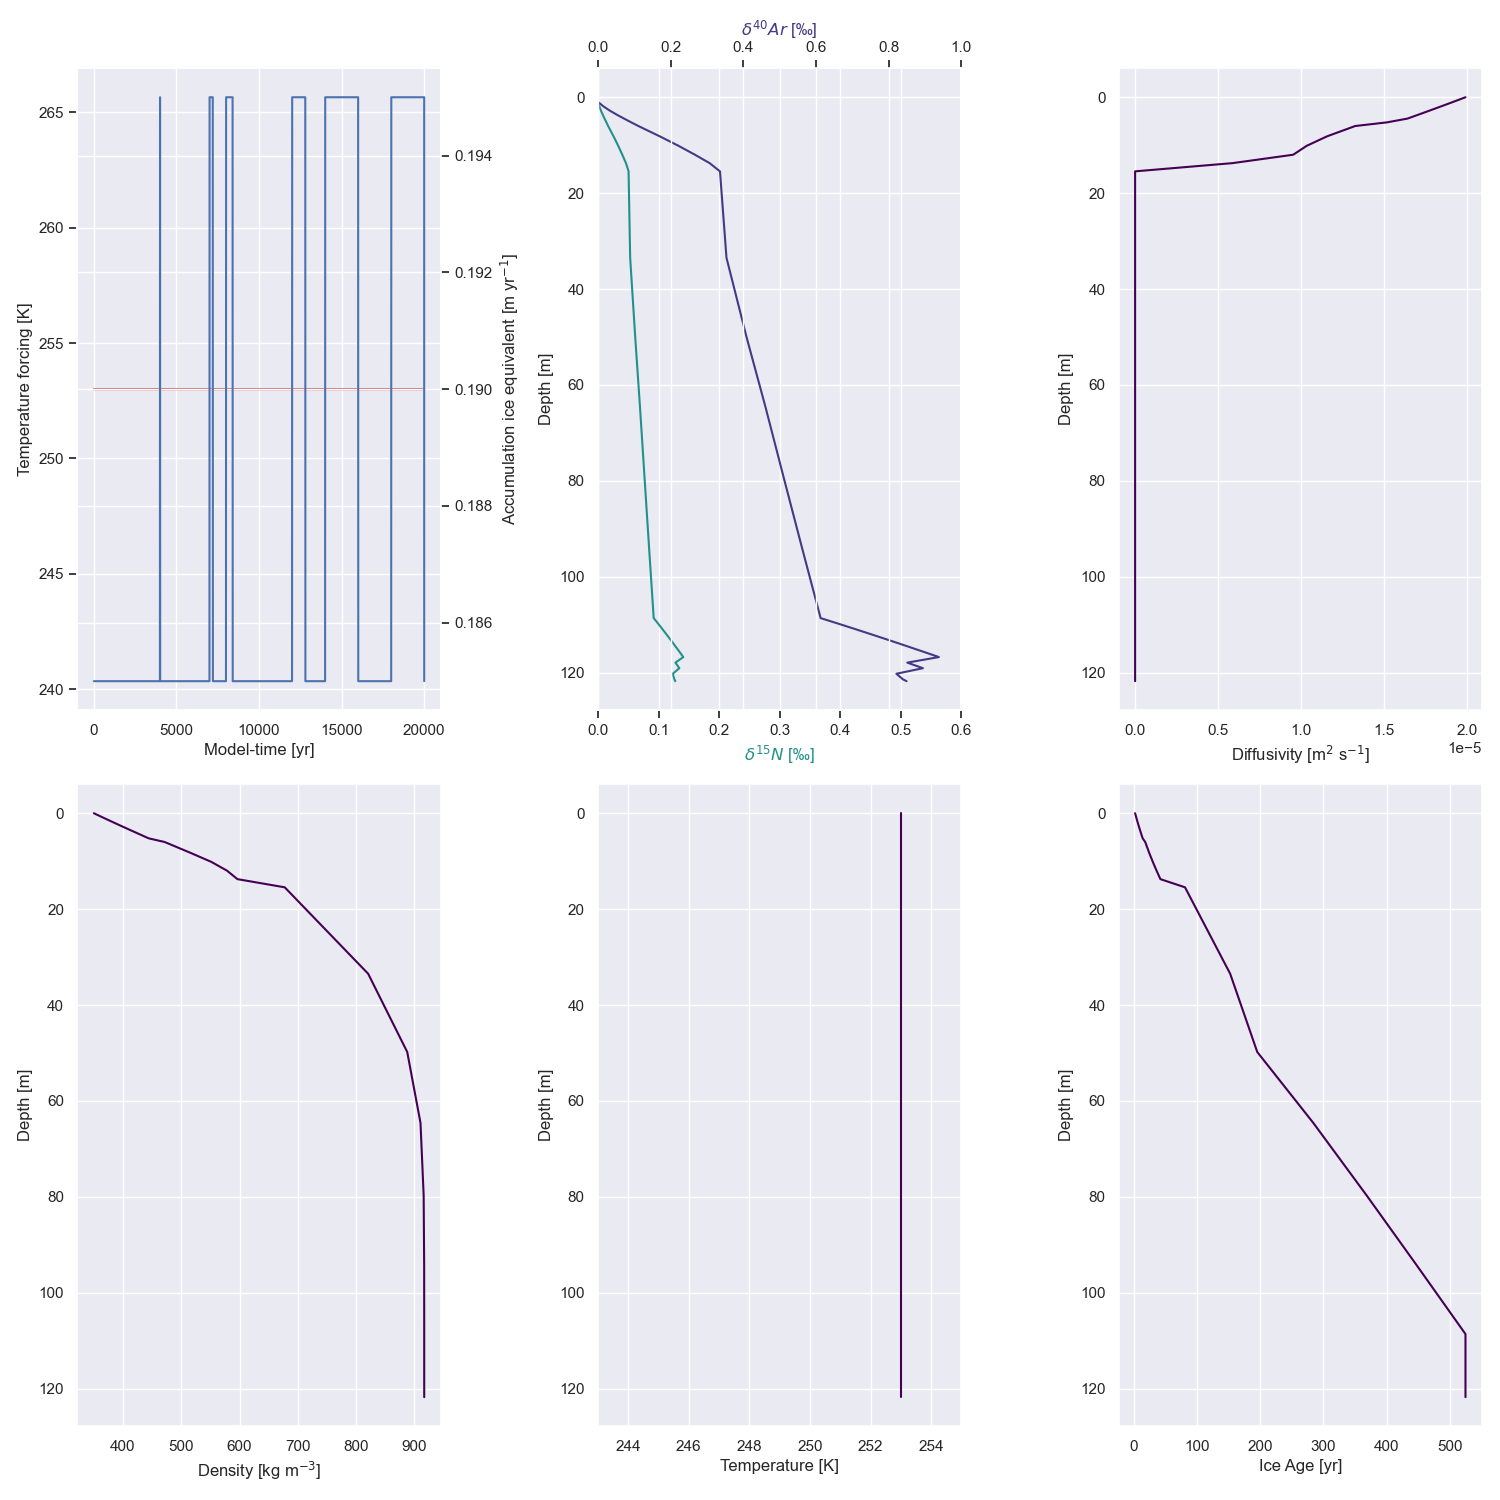 δ⁴⁰Ar [‰]
0.0 0.2 0.4 0.6 0.8 1.0
Temperature forcing [K]
265
260
255
250
245
240
0 5000 10000 15000 20000
Model-time [yr]
0.194
0.192
0.190
0.188
0.186
Accumulation ice equivalent [m yr⁻¹]
Depth [m]
0
20
40
60
80
100
120
0.0 0.1 0.2 0.3 0.4 0.5 0.6
δ¹⁵N [‰]
Depth [m]
0
20
40
60
80
100
120
0.0 0.5 1.0 1.5 2.0
1e−5
Diffusivity [m² s⁻¹]
Depth [m]
0
20
40
60
80
100
120
400 500 600 700 800 900
Density [kg m⁻³]
Depth [m]
0
20
40
60
80
100
120
244 246 248 250 252 254
Temperature [K]
Depth [m]
0
20
40
60
80
100
120
0 100 200 300 400 500
Ice Age [yr]